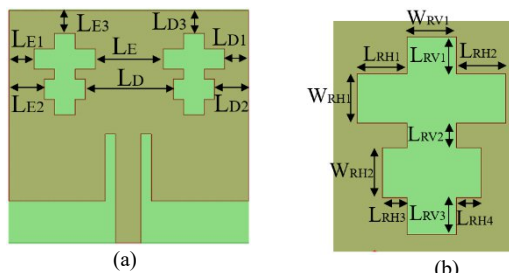 LE3 LD3
LE1 LE LD1
LD
LE2 LD2
(a)
WRV1
LRH1 LRV1 LRH2
WRH1
LRV2
WRH2
LRH3 LRV3 LRH4
(b)